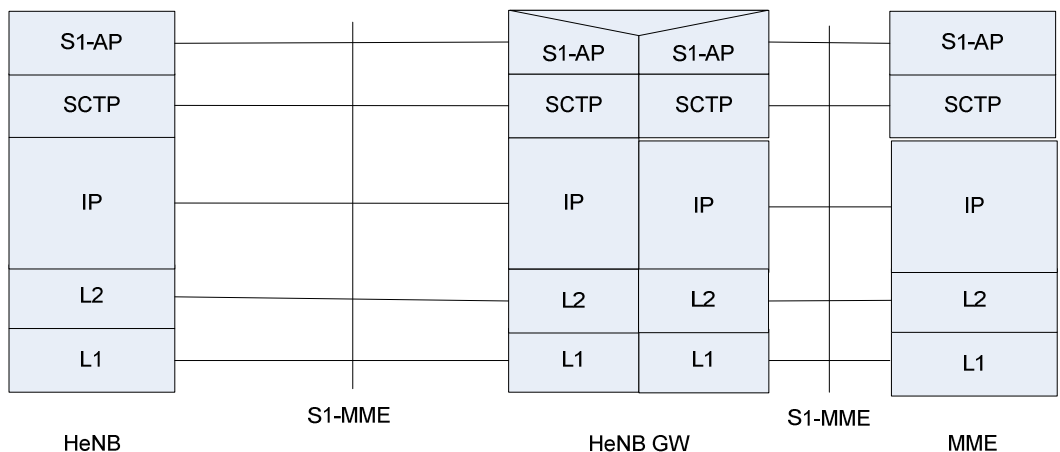 S1-AP
S1-AP S1-AP
S1-AP
SCTP
SCTP SCTP
SCTP
IP
IP IP
IP
L2
L2 L2
L2
L1
L1 L1
L1
S1-MME
S1-MME
HeNB
HeNB GW
MME